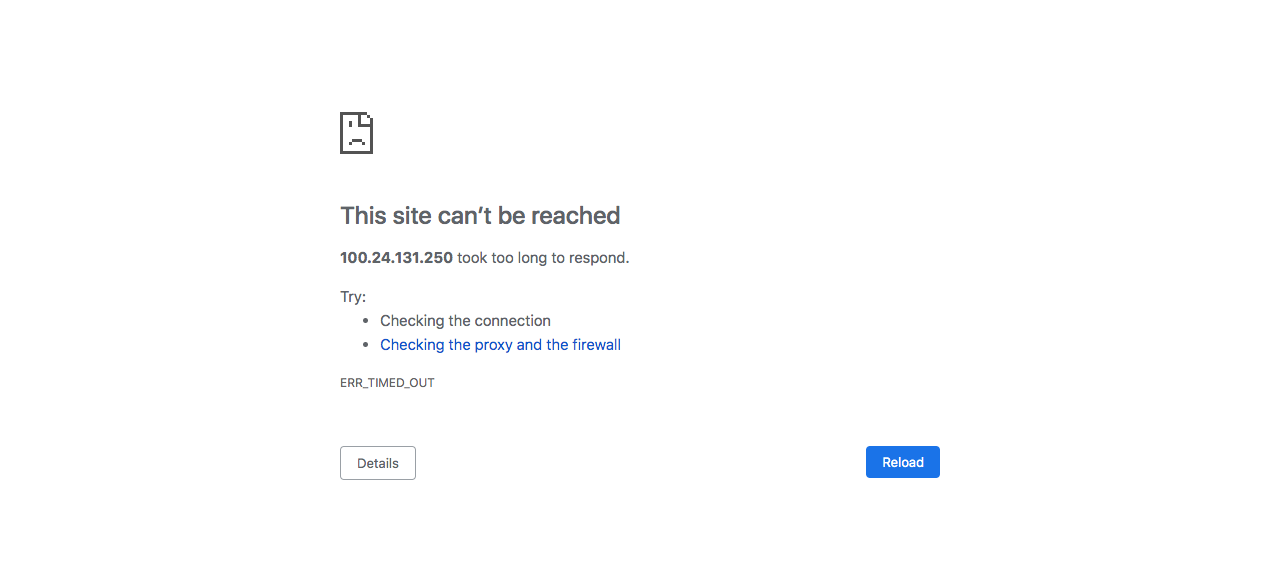 This site can’t be reached
100.24.131.250 took too long to respond.
Try:
• Checking the connection
• Checking the proxy and the firewall
ERR_TIMED_OUT
Details
Reload